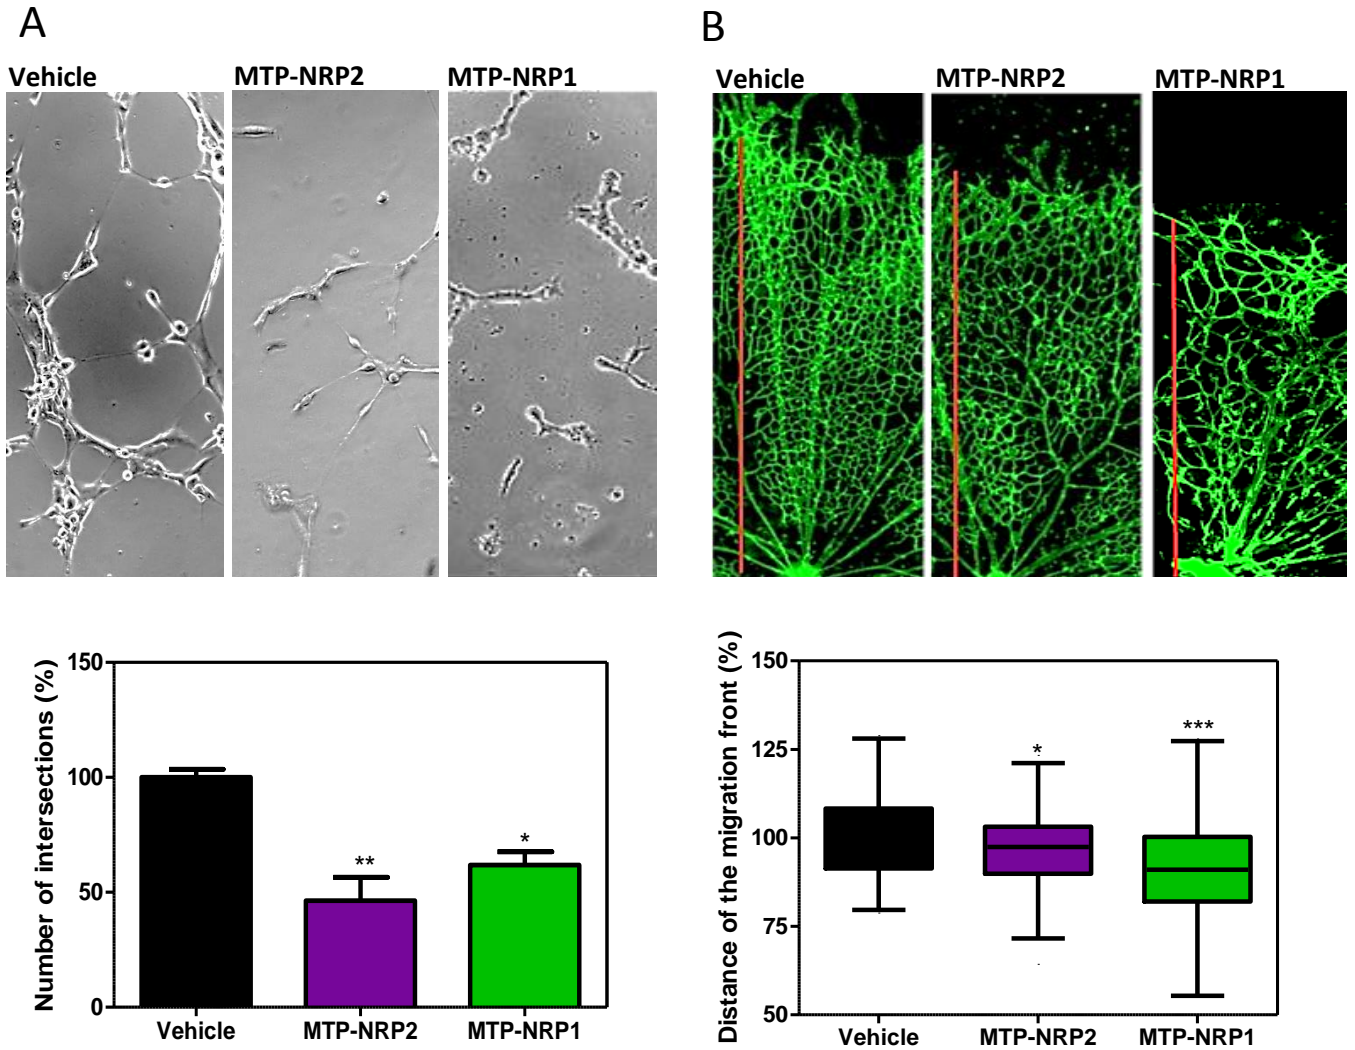 A
Vehicle
MTP-NRP2
MTP-NRP1
Number of intersections (%)
150
100
50
0
**
*
Vehicle
MTP-NRP2
MTP-NRP1
B
Vehicle
MTP-NRP2
MTP-NRP1
Distance of the migration front (%)
150
125
100
75
50
*
***
Vehicle
MTP-NRP2
MTP-NRP1